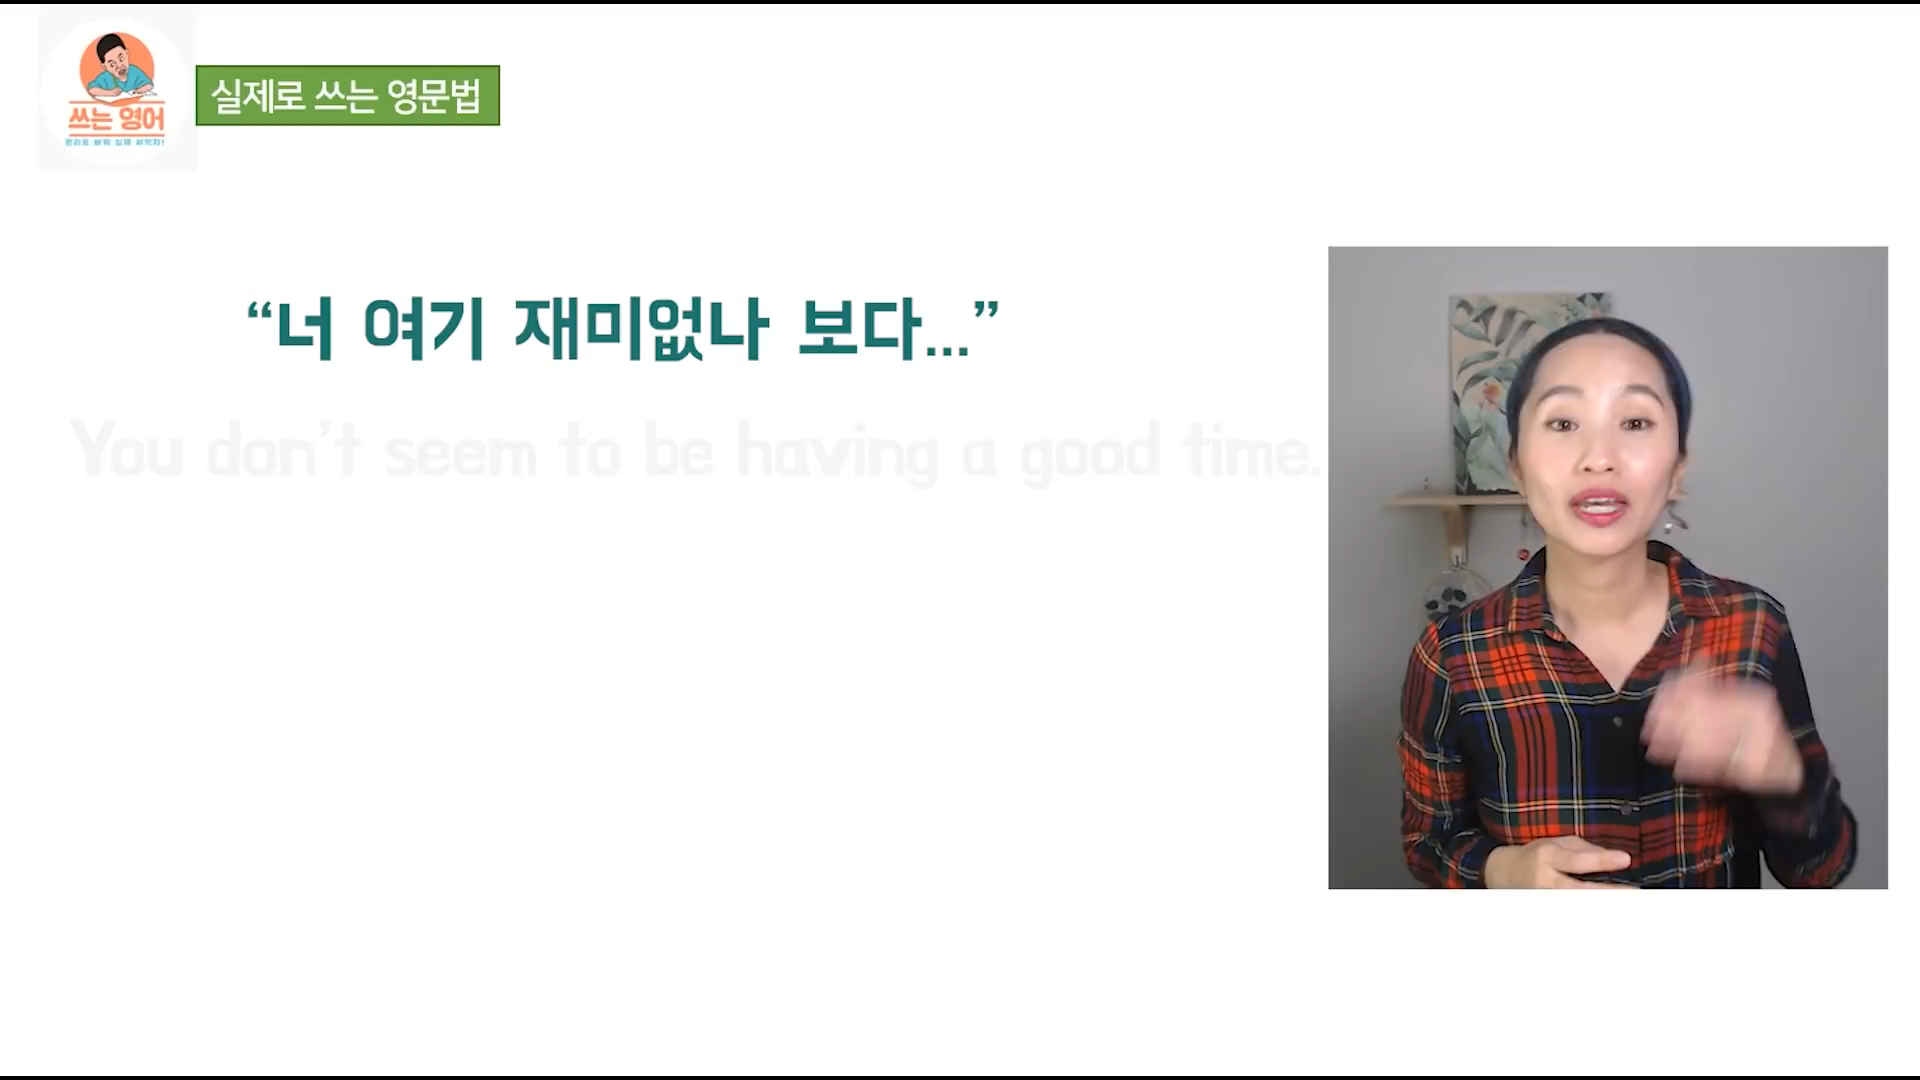 쓰는 영어
실제로 쓰는 영문법
“너 여기 재미없나 보다...”
You don't seem to be having a good time.